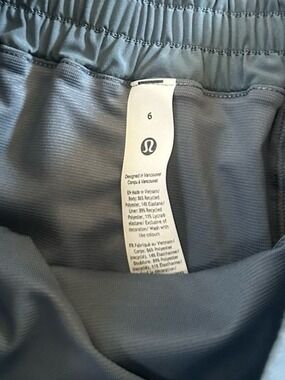 6
Designed in Vancouver
Conçu à Vancouver
EN Made in Vietnam/
Body: 86% Recycled
Polyester, 14% Elastane/
Liner: 89% Recycled
Polyester, 11% Lycra®
elastane/ Exclusive of
decoration/ Wash with
like colours
FR Fabriqué au Vietnam/
Corps: 86% Polyester
recyclé, 14% Élasthanne/
Doublure: 89% Polyester
recyclé, 11% Élasthanne/